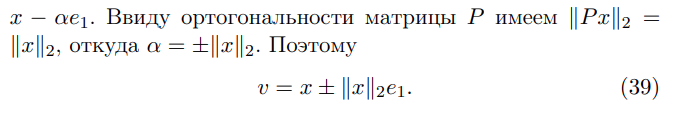 x − αe₁. Ввиду ортогональности матрицы P имеем ‖Px‖₂ =
‖x‖₂, откуда α = ±‖x‖₂. Поэтому
v = x ± ‖x‖₂e₁. (39)